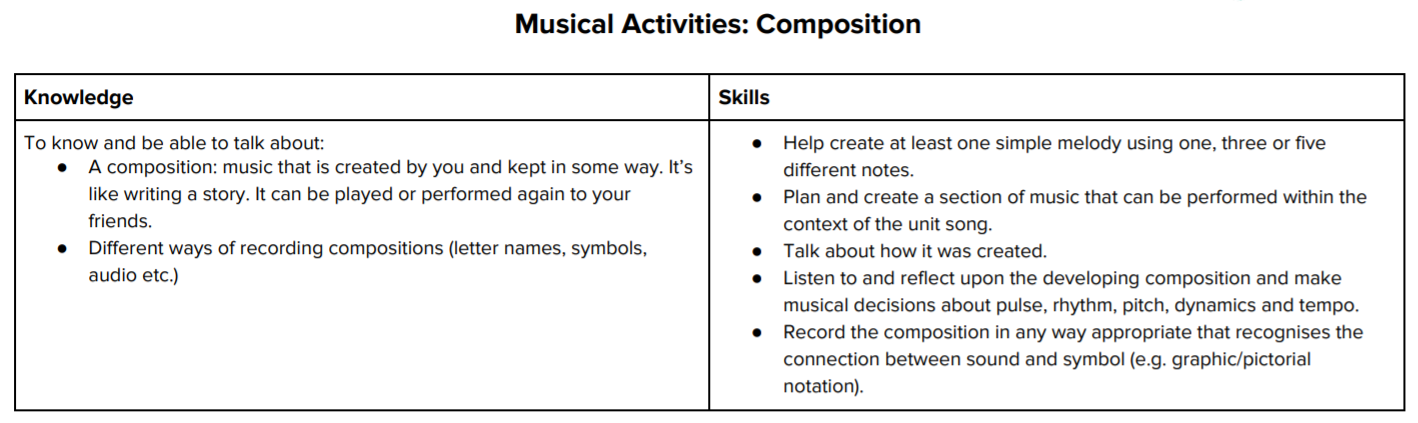 Musical Activities: Composition
Knowledge
To know and be able to talk about:
● A composition: music that is created by you and kept in some way. It’s
like writing a story. It can be played or performed again to your
friends.
● Different ways of recording compositions (letter names, symbols,
audio etc.)
Skills
● Help create at least one simple melody using one, three or five
different notes.
● Plan and create a section of music that can be performed within the
context of the unit song.
● Talk about how it was created.
● Listen to and reflect upon the developing composition and make
musical decisions about pulse, rhythm, pitch, dynamics and tempo.
● Record the composition in any way appropriate that recognises the
connection between sound and symbol (e.g. graphic/pictorial
notation).